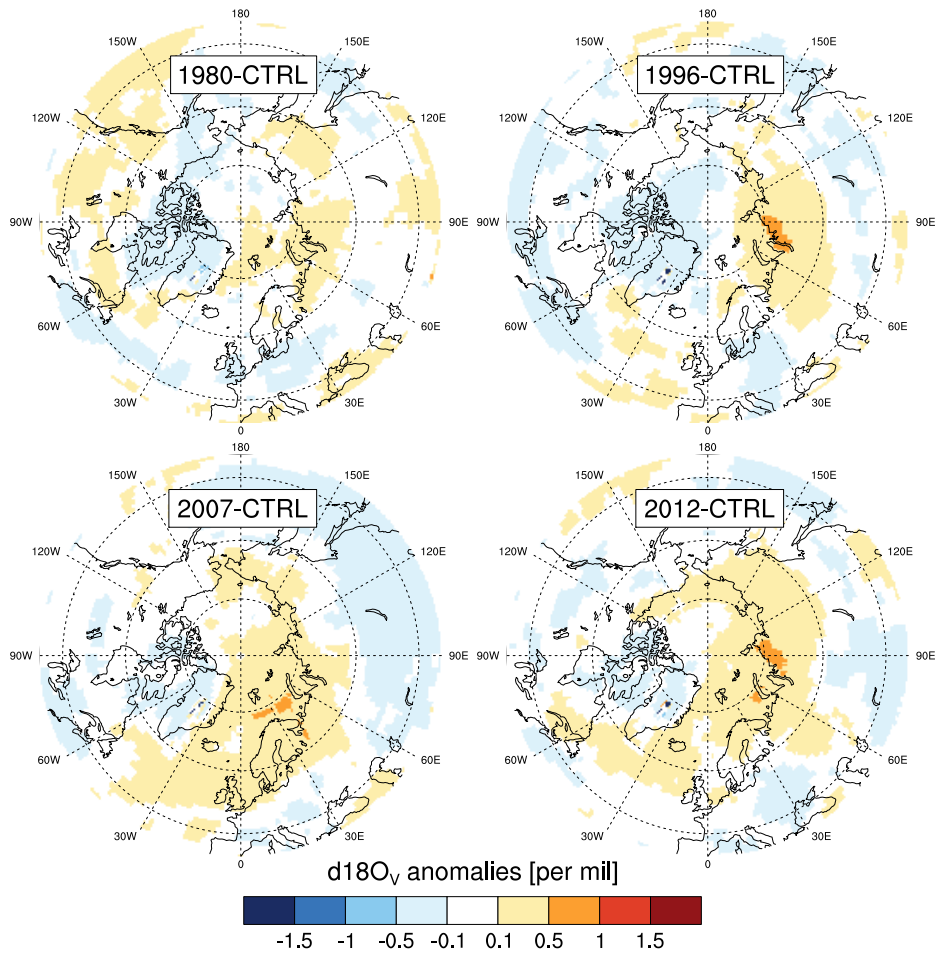 180
180
150W
150E
150W
150E
1980-CTRL
1996-CTRL
120W
120E
120W
120E
90W
90E
90W
90E
60W
60E
60W
60E
30W
30E
30W
30E
0
0
180
180
150W
150E
150W
150E
2007-CTRL
2012-CTRL
120W
120E
120W
120E
90W
90E
90W
90E
60W
60E
60W
60E
30W
30E
30W
30E
0
0
d18Oᵥ anomalies [per mil]
-1.5 -1 -0.5 -0.1 0.1 0.5 1 1.5